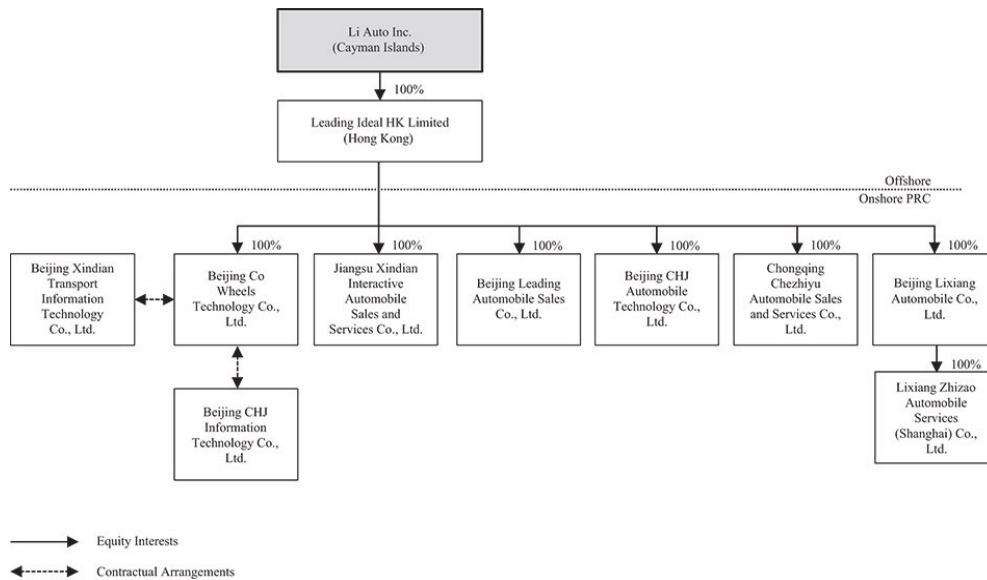 Li Auto Inc.
(Cayman Islands)
100%
Leading Ideal HK Limited
(Hong Kong)
Offshore
Onshore PRC
100%
100%
100%
100%
100%
100%
Beijing Xindian
Transport
Information
Technology
Co., Ltd.
Beijing Co
Wheels
Technology Co.,
Ltd.
Jiangsu Xindian
Interactive
Automobile
Sales and
Services Co., Ltd.
Beijing Leading
Automobile Sales
Co., Ltd.
Beijing CHJ
Automobile
Technology Co., Ltd.
Chongqing
Chezhiyu
Automobile Sales
and Services Co.,
Ltd.
Beijing Lixiang
Automobile Co.,
Ltd.
100%
Beijing CHJ
Information
Technology Co.,
Ltd.
Lixiang Zhizao
Automobile
Services
(Shanghai) Co.,
Ltd.
Equity Interests
Contractual Arrangements